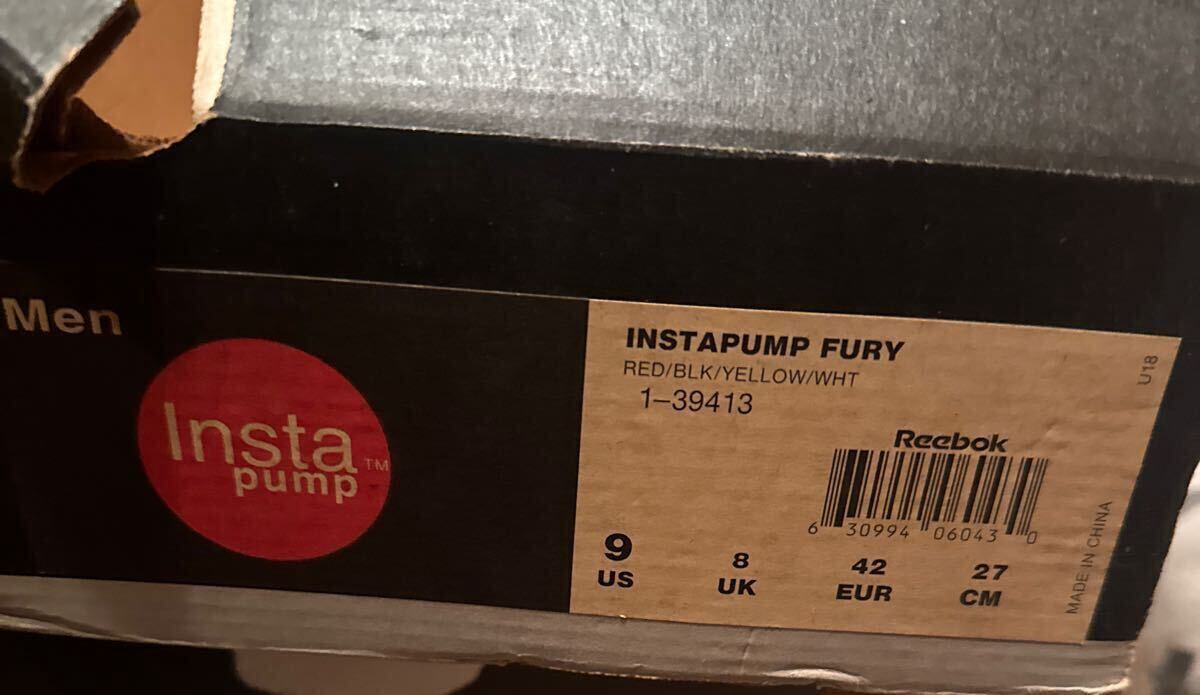 Men
Insta
pump™
INSTAPUMP FURY
RED/BLK/YELLOW/WHT
1-39413
U18
Reebok
6 30994 06043 0
9 8 42 27
US UK EUR CM
MADE IN CHINA